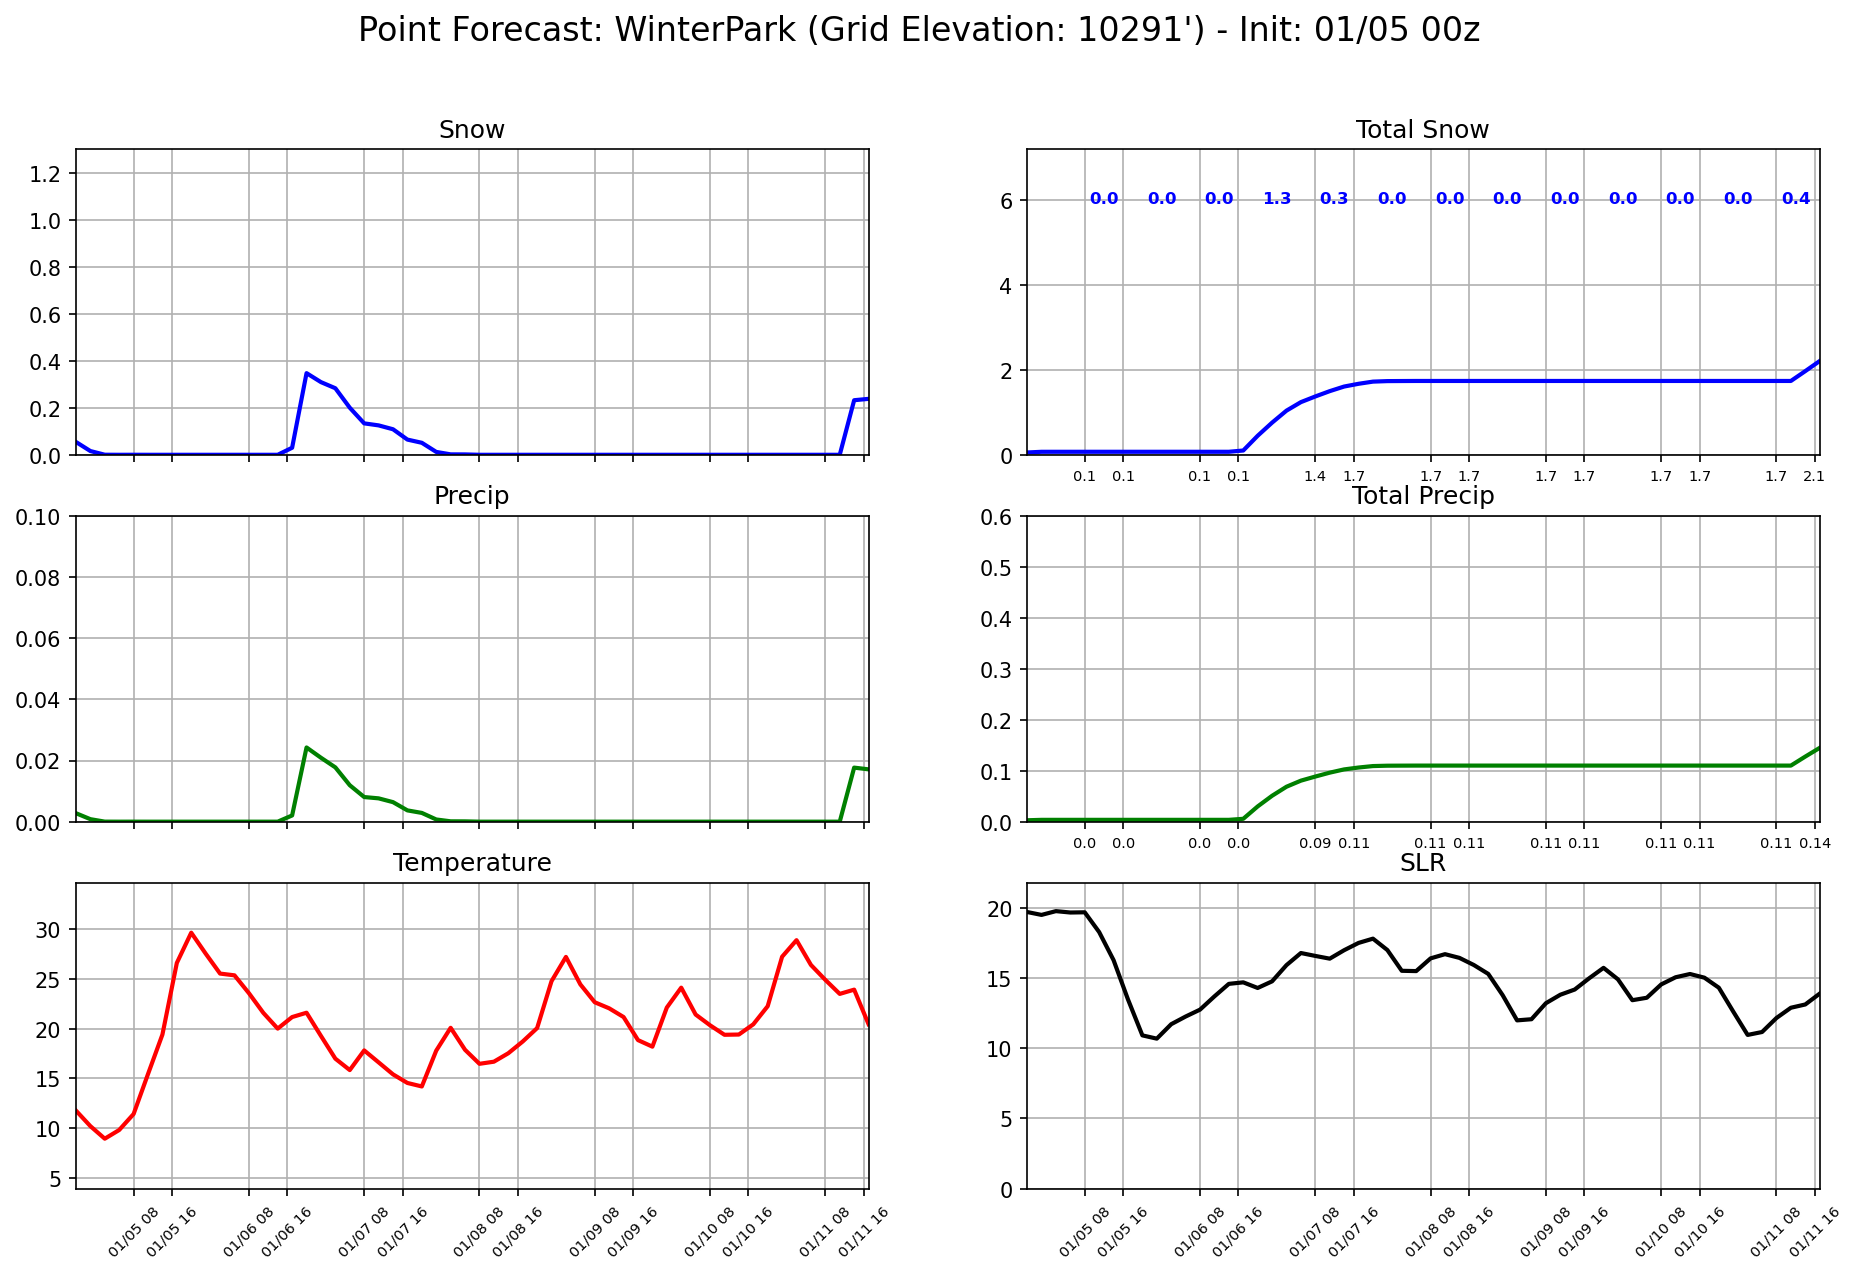 Point Forecast: WinterPark (Grid Elevation: 10291') - Init: 01/05 00z
Snow
1.2
1.0
0.8
0.6
0.4
0.2
0.0
Total Snow
6
4
2
0
0.0 0.0 0.0 1.3 0.3 0.0 0.0 0.0 0.0 0.0 0.0 0.0 0.4
0.1 0.1 0.1 0.1 1.4 1.7 1.7 1.7 1.7 1.7 1.7 1.7 1.7 2.1
Precip
0.10
0.08
0.06
0.04
0.02
0.00
Total Precip
0.6
0.5
0.4
0.3
0.2
0.1
0.0
0.0 0.0 0.0 0.0 0.09 0.11 0.11 0.11 0.11 0.11 0.11 0.11 0.11 0.14
Temperature
30
25
20
15
10
5
01/05 08 01/05 16 01/06 08 01/06 16 01/07 08 01/07 16 01/08 08 01/08 16 01/09 08 01/09 16 01/10 08 01/10 16 01/11 08 01/11 16
SLR
20
15
10
5
0
01/05 08 01/05 16 01/06 08 01/06 16 01/07 08 01/07 16 01/08 08 01/08 16 01/09 08 01/09 16 01/10 08 01/10 16 01/11 08 01/11 16